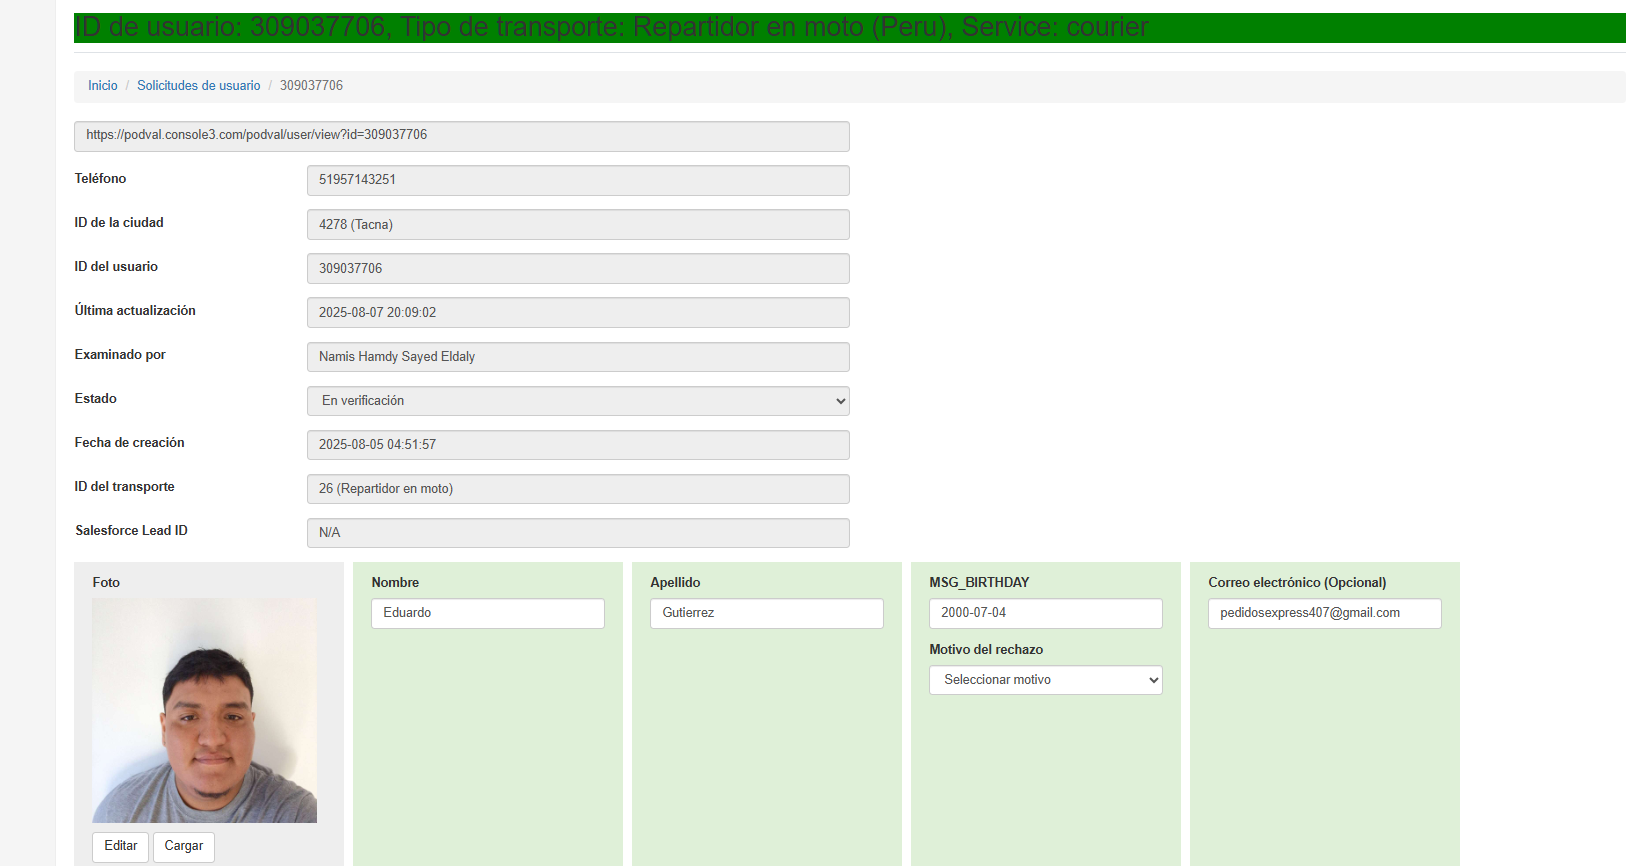 ID de usuario: 309037706, Tipo de transporte: Repartidor en moto (Peru), Service: courier
Inicio / Solicitudes de usuario / 309037706
https://podval.console3.com/podval/user/view?id=309037706
Teléfono 51957143251
ID de la ciudad 4278 (Tacna)
ID del usuario 309037706
Última actualización 2025-08-07 20:09:02
Examinado por Namis Hamdy Sayed Eldaly
Estado En verificación
Fecha de creación 2025-08-05 04:51:57
ID del transporte 26 (Repartidor en moto)
Salesforce Lead ID N/A
Foto
Editar Cargar
Nombre
Eduardo
Apellido
Gutierrez
MSG_BIRTHDAY
2000-07-04
Motivo del rechazo
Seleccionar motivo
Correo electrónico (Opcional)
pedidosexpress407@gmail.com